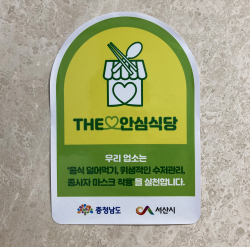 THE♡안심식당
우리 업소는
'음식 덜어먹기, 위생적인 수저관리,
종사자 마스크 착용'을 실천합니다.
충청남도 서산시